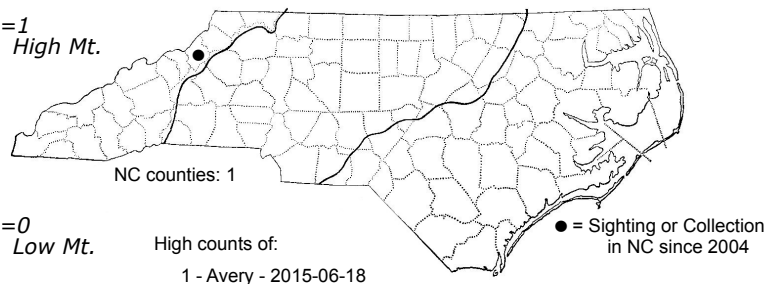 =1
High Mt.
NC counties: 1
=0
Low Mt.
High counts of:
1 - Avery - 2015-06-18
● = Sighting or Collection
in NC since 2004